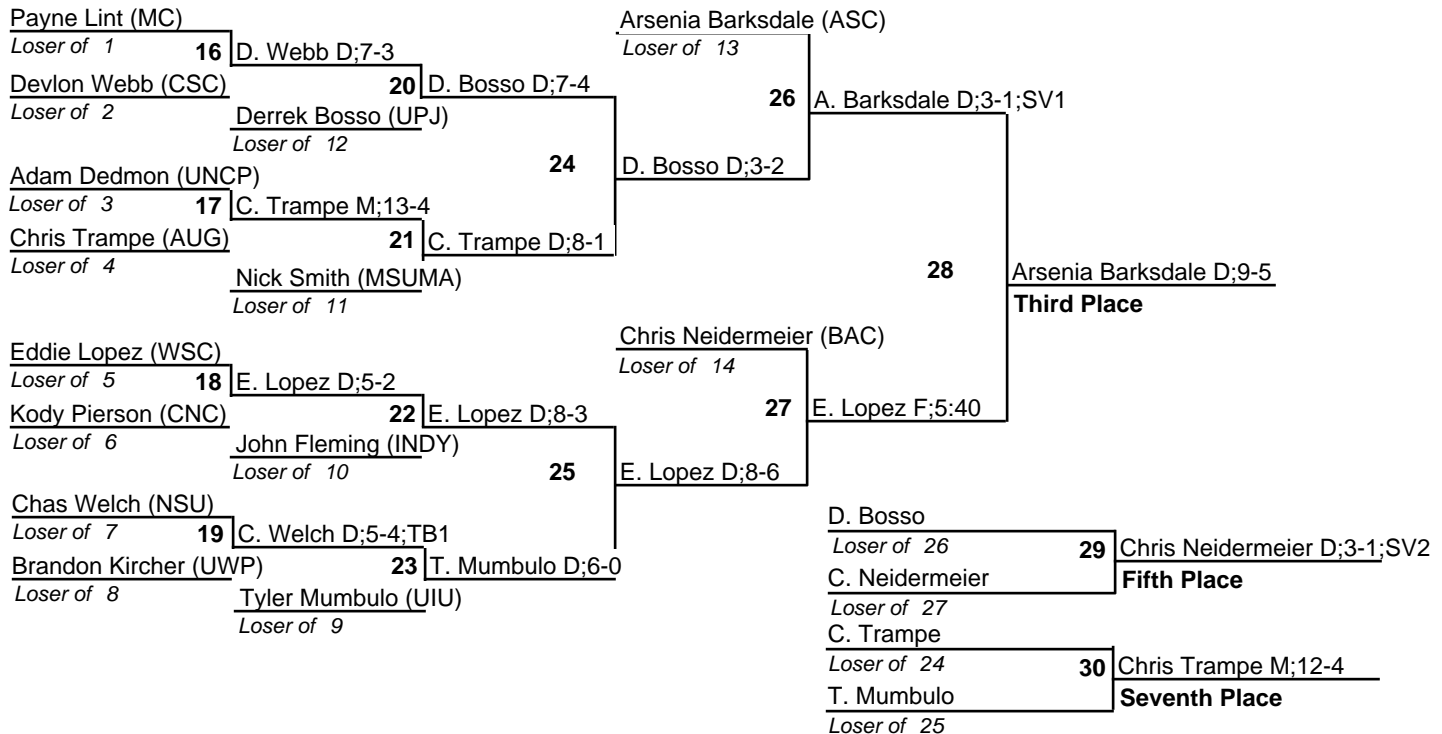 Payne Lint (MC)
Loser of 1
16
D. Webb D;7-3
Devlon Webb (CSC)
Loser of 2
20
D. Bosso D;7-4
Derrek Bosso (UPJ)
Loser of 12
Adam Dedmon (UNCP)
Loser of 3
17
C. Trampe M;13-4
Chris Trampe (AUG)
Loser of 4
21
C. Trampe D;8-1
Nick Smith (MSUMA)
Loser of 11
24
D. Bosso D;3-2
Arsenia Barksdale (ASC)
Loser of 13
26
A. Barksdale D;3-1;SV1
Eddie Lopez (WSC)
Loser of 5
18
E. Lopez D;5-2
Kody Pierson (CNC)
Loser of 6
22
E. Lopez D;8-3
John Fleming (INDY)
Loser of 10
Chas Welch (NSU)
Loser of 7
19
C. Welch D;5-4;TB1
Brandon Kircher (UWP)
Loser of 8
23
T. Mumbulo D;6-0
Tyler Mumbulo (UIU)
Loser of 9
25
E. Lopez D;8-6
Chris Neidermeier (BAC)
Loser of 14
27
E. Lopez F;5:40
28
Arsenia Barksdale D;9-5
Third Place
D. Bosso
Loser of 26
29
Chris Neidermeier D;3-1;SV2
C. Neidermeier
Fifth Place
Loser of 27
C. Trampe
Loser of 24
30
Chris Trampe M;12-4
T. Mumbulo
Seventh Place
Loser of 25